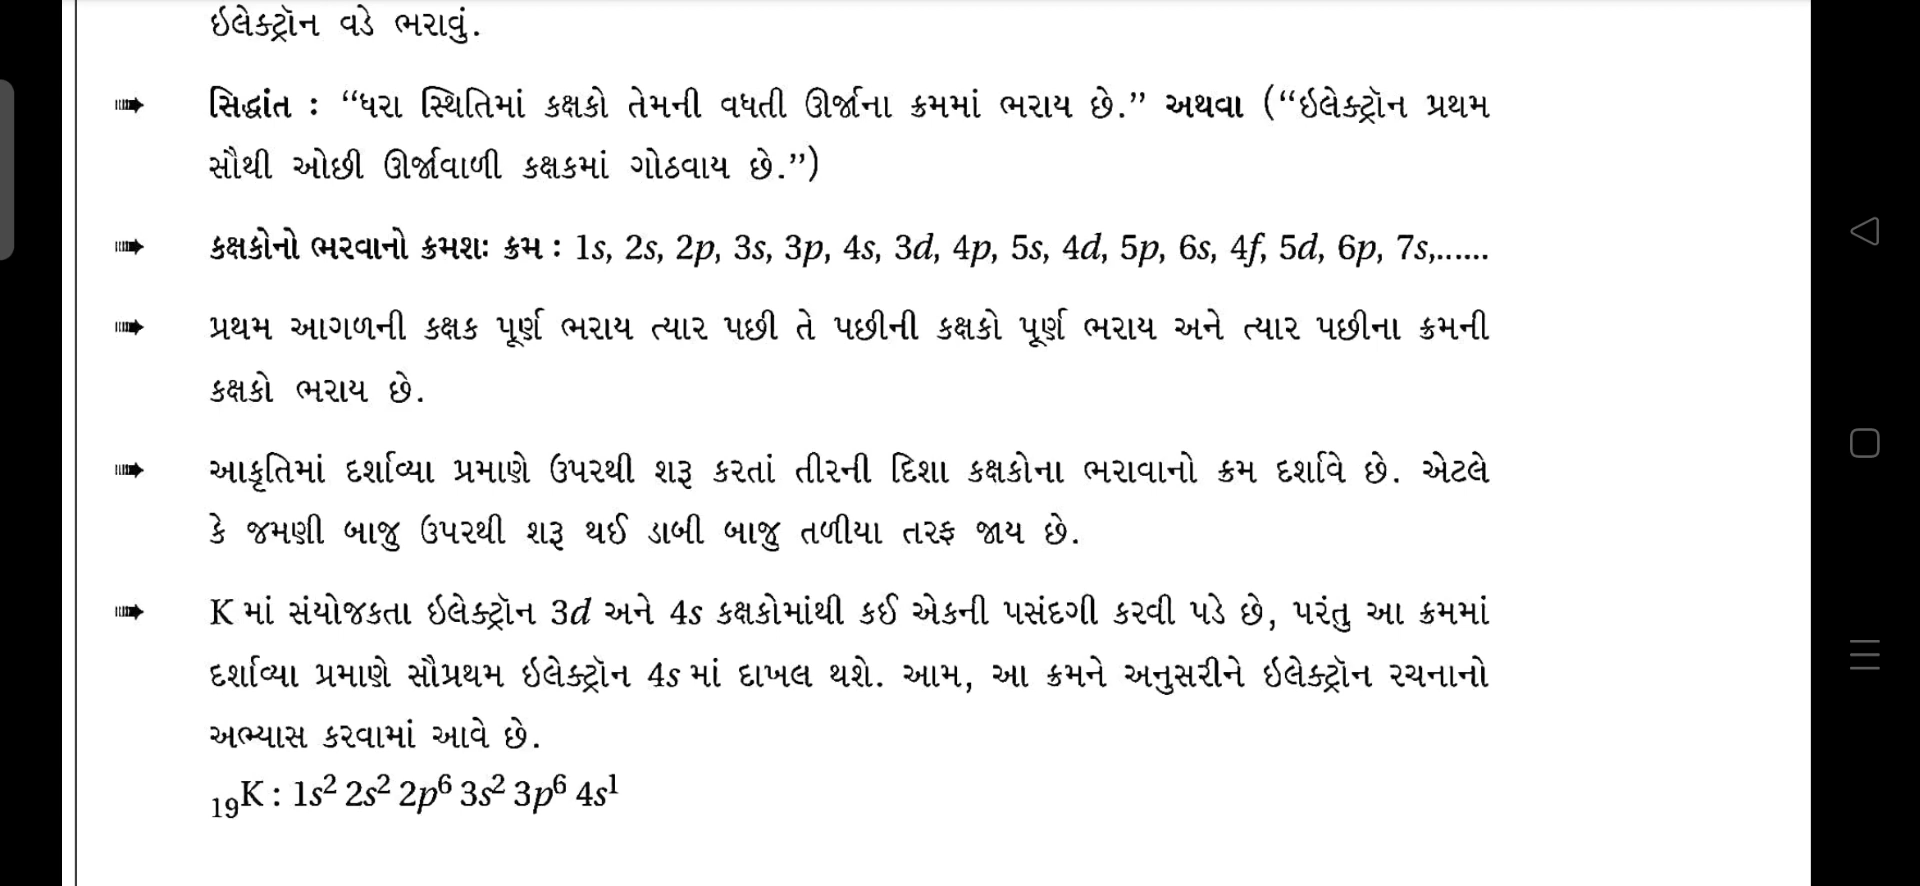 ઇલેક્ટ્રૉન વડે ભરાવું.
સિદ્ધાંત : “ધરા સ્થિતિમાં કક્ષકો તેમની વધતી ઊર્જાના ક્રમમાં ભરાય છે.” અથવા (“ઇલેક્ટ્રૉન પ્રથમ
સૌથી ઓછી ઊર્જાવાળી કક્ષકમાં ગોઠવાય છે.”)
કક્ષકોનો ભરવાનો ક્રમશઃ ક્રમ : 1s, 2s, 2p, 3s, 3p, 4s, 3d, 4p, 5s, 4d, 5p, 6s, 4f, 5d, 6p, 7s,......
પ્રથમ આગળની કક્ષક પૂર્ણ ભરાય ત્યાર પછી તે પછીની કક્ષકો પૂર્ણ ભરાય અને ત્યાર પછીના ક્રમની
કક્ષકો ભરાય છે.
આકૃતિમાં દર્શાવ્યા પ્રમાણે ઉપરથી શરૂ કરતાં તીરની દિશા કક્ષકોના ભરાવાનો ક્રમ દર્શાવે છે. એટલે
કે જમણી બાજુ ઉપરથી શરૂ થઈ ડાબી બાજુ તળીયા તરફ જાય છે.
K માં સંયોજકતા ઇલેક્ટ્રૉન 3d અને 4s કક્ષકોમાંથી કઈ એકની પસંદગી કરવી પડે છે, પરંતુ આ ક્રમમાં
દર્શાવ્યા પ્રમાણે સૌપ્રથમ ઇલેક્ટ્રૉન 4s માં દાખલ થશે. આમ, આ ક્રમને અનુસરીને ઇલેક્ટ્રૉન રચનાનો
અભ્યાસ કરવામાં આવે છે.
₁₉K : 1s² 2s² 2p⁶ 3s² 3p⁶ 4s¹